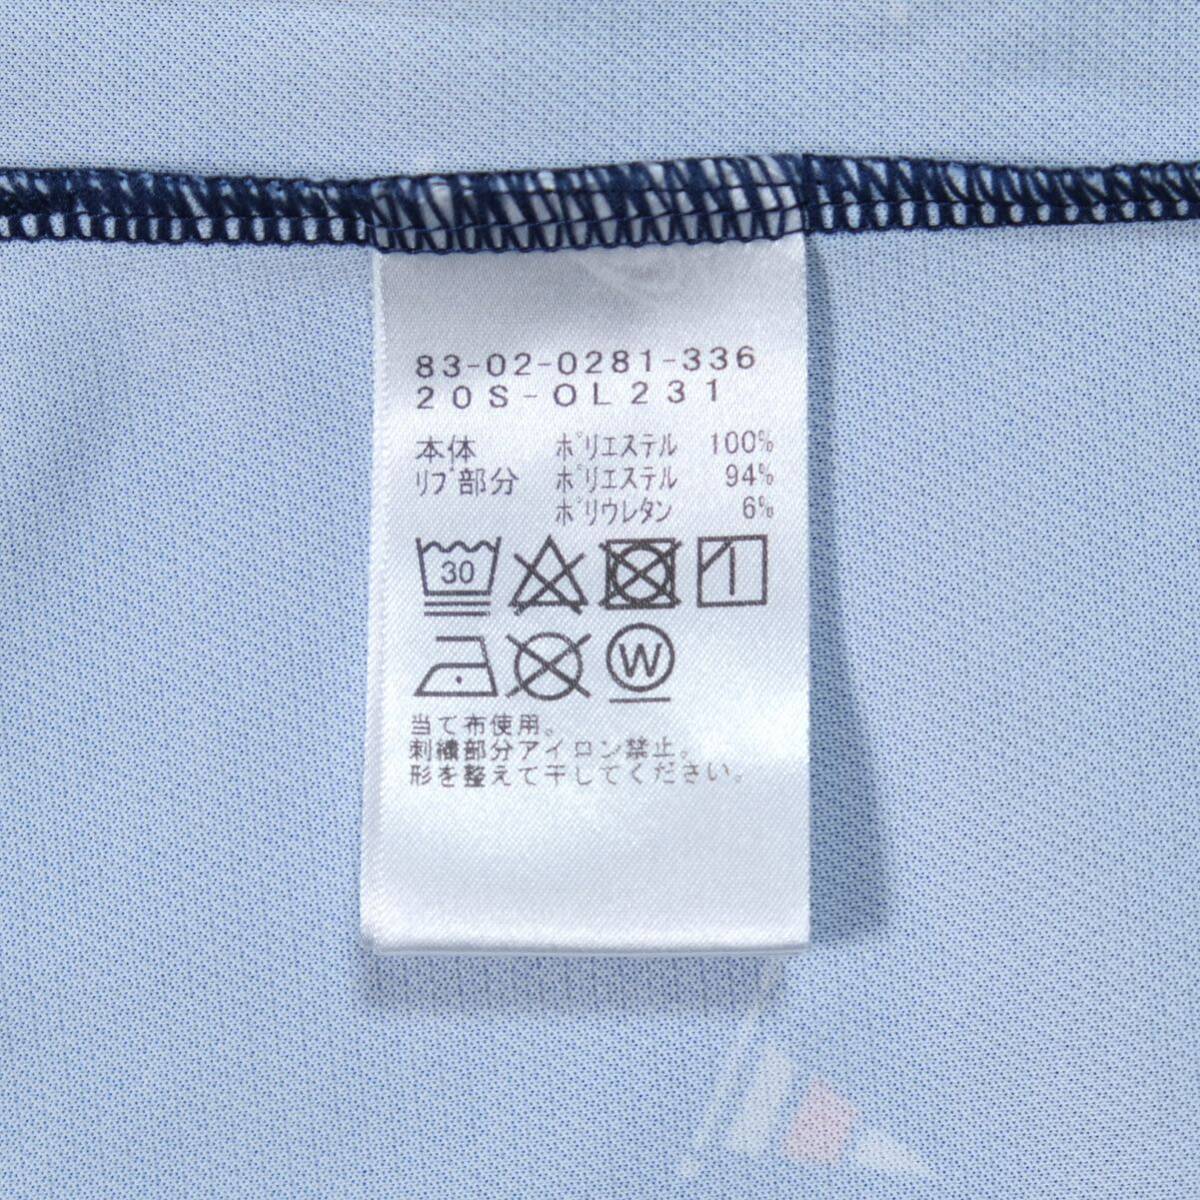 83-02-0281-336
20S-OL231
本体 ポリエステル 100%
リブ部分 ポリエステル 94%
ポリウレタン 6%
30
W
当て布使用。
刺繍部分アイロン禁止。
形を整えて干してください。